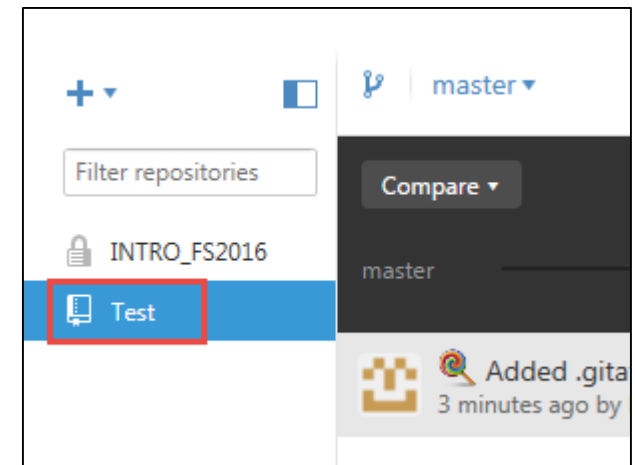 master
Filter repositories
Compare
INTRO_FS2016
master
Test
Added .gita
3 minutes ago by